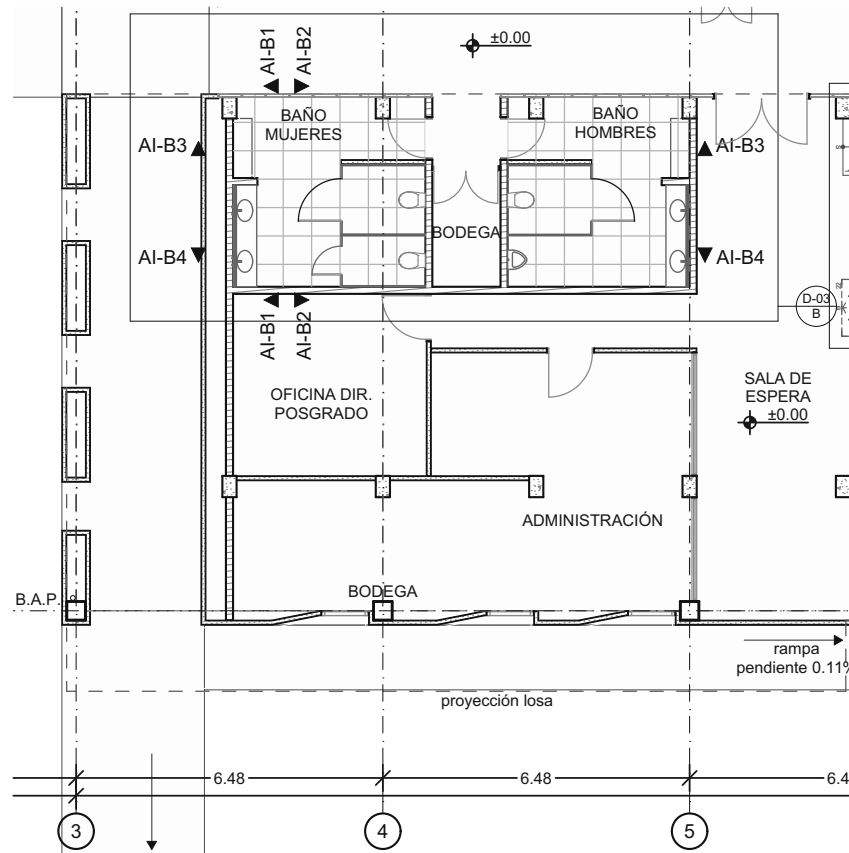 ±0.00
AI-B1
AI-B2
BAÑO
MUJERES
BAÑO
HOMBRES
AI-B3
AI-B3
BODEGA
AI-B4
AI-B4
D-03
B
AI-B1
AI-B2
OFICINA DIR.
POSGRADO
SALA DE
ESPERA
±0.00
ADMINISTRACIÓN
BODEGA
B.A.P.
rampa
pendiente 0.11%
proyección losa
6.48
6.48
6.4
3
4
5